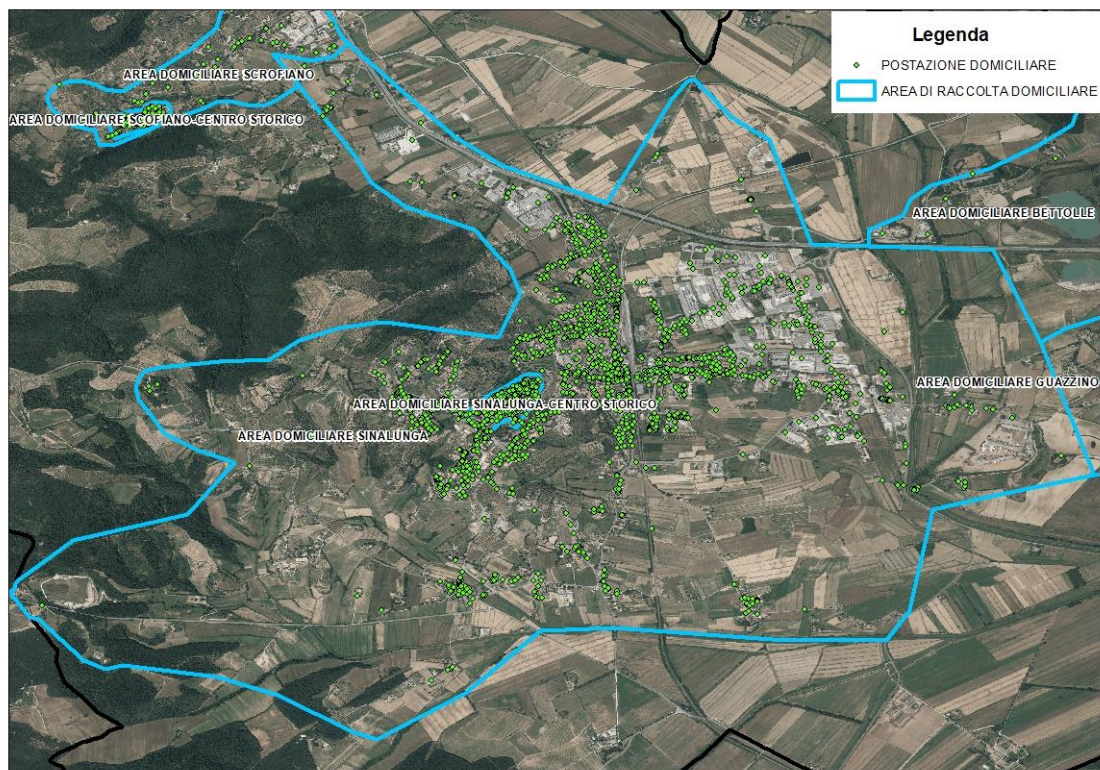 Legenda
POSTAZIONE DOMICILIARE
AREA DI RACCOLTA DOMICILIARE
AREA DOMICILIARE SCROFIANO
AREA DOMICILIARE SCOFIANO-CENTRO STORICO
AREA DOMICILIARE BETTOLLE
AREA DOMICILIARE GUAZZINO
AREA DOMICILIARE SINALUNGA-CENTRO STORICO
AREA DOMICILIARE SINALUNGA